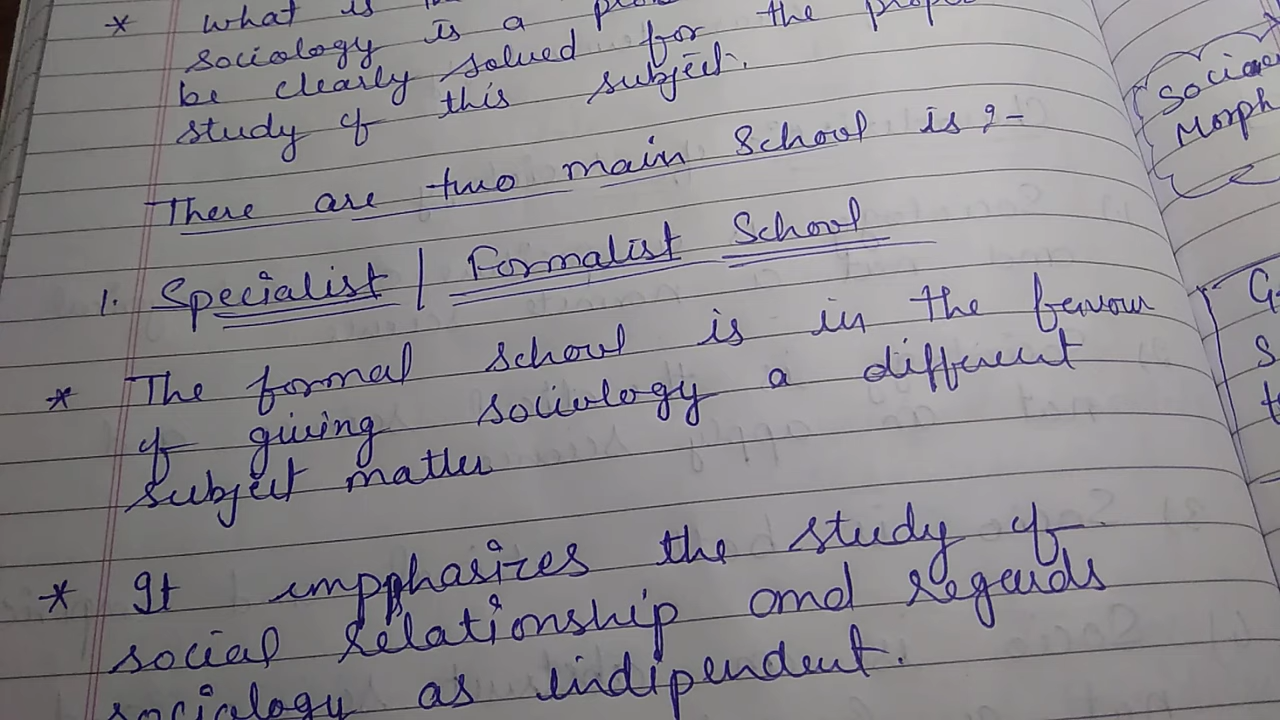 * What is
sociology is a
be clearly solved for the
study of this subject.
There are two main School is :-
1. Specialist / Formalist School
* The formal school is in the favour
of giving sociology a different
subject matter
* It empphasizes the study of
social relationship and regards
sociology as indipendent.
Morph
G
S
t